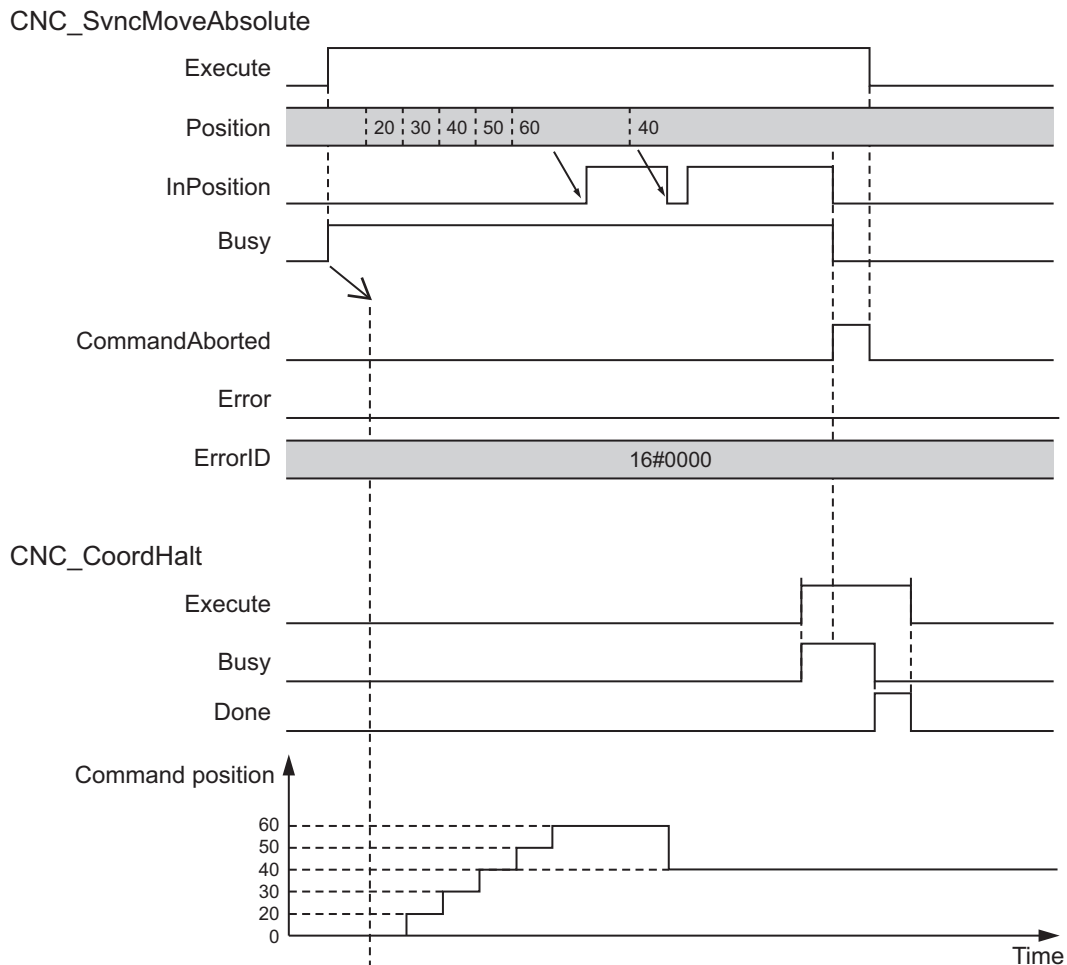 CNC_SvncMoveAbsolute
Execute
Position 20 30 40 50 60 40
InPosition
Busy
CommandAborted
Error
ErrorID 16#0000
CNC_CoordHalt
Execute
Busy
Done
Command position
60
50
40
30
20
0
Time